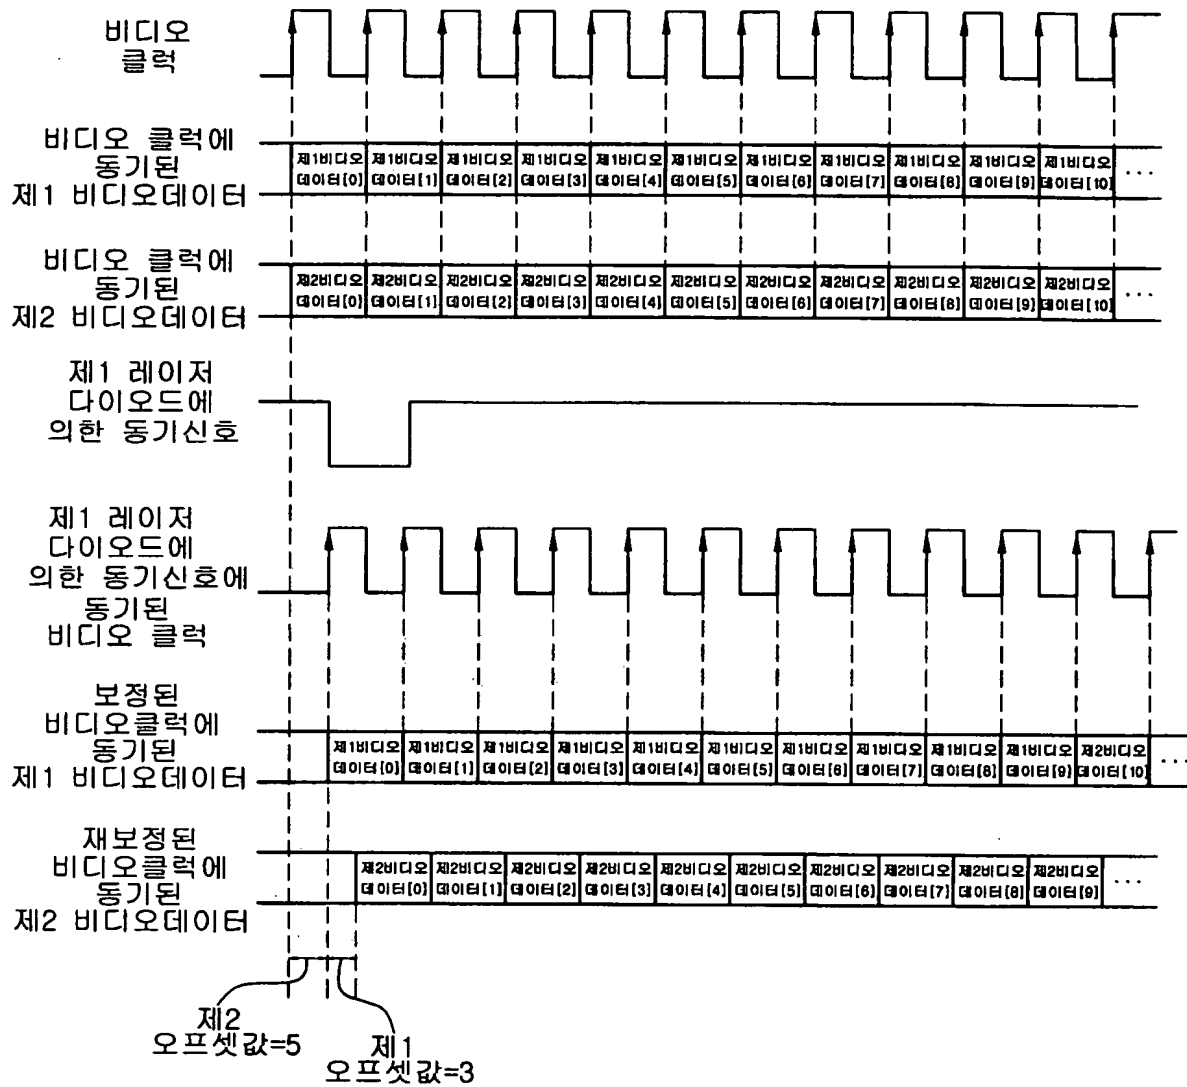 비디오
클럭
비디오 클럭에
동기된
제1 비디오데이터
제1비디오 제1비디오 제1비디오 제1비디오 제1비디오 제1비디오 제1비디오 제1비디오 제1비디오 제1비디오 제1비디오
데이터[0] 데이터[1] 데이터[2] 데이터[3] 데이터[4] 데이터[5] 데이터[6] 데이터[7] 데이터[8] 데이터[9] 데이터[10] ···
비디오 클럭에
동기된
제2 비디오데이터
제2비디오 제2비디오 제2비디오 제2비디오 제2비디오 제2비디오 제2비디오 제2비디오 제2비디오 제2비디오 제2비디오
데이터[0] 데이터[1] 데이터[2] 데이터[3] 데이터[4] 데이터[5] 데이터[6] 데이터[7] 데이터[8] 데이터[9] 데이터[10] ···
제1 레이저
다이오드에
의한 동기신호
제1 레이저
다이오드에
의한 동기신호에
동기된
비디오 클럭
보정된
비디오클럭에
동기된
제1 비디오데이터
제1비디오 제1비디오 제1비디오 제1비디오 제1비디오 제1비디오 제1비디오 제1비디오 제1비디오 제1비디오 제2비디오
데이터[0] 데이터[1] 데이터[2] 데이터[3] 데이터[4] 데이터[5] 데이터[6] 데이터[7] 데이터[8] 데이터[9] 데이터[10] ···
재보정된
비디오클럭에
동기된
제2 비디오데이터
제2비디오 제2비디오 제2비디오 제2비디오 제2비디오 제2비디오 제2비디오 제2비디오 제2비디오 제2비디오
데이터[0] 데이터[1] 데이터[2] 데이터[3] 데이터[4] 데이터[5] 데이터[6] 데이터[7] 데이터[8] 데이터[9] ···
제2
오프셋값=5
제1
오프셋값=3